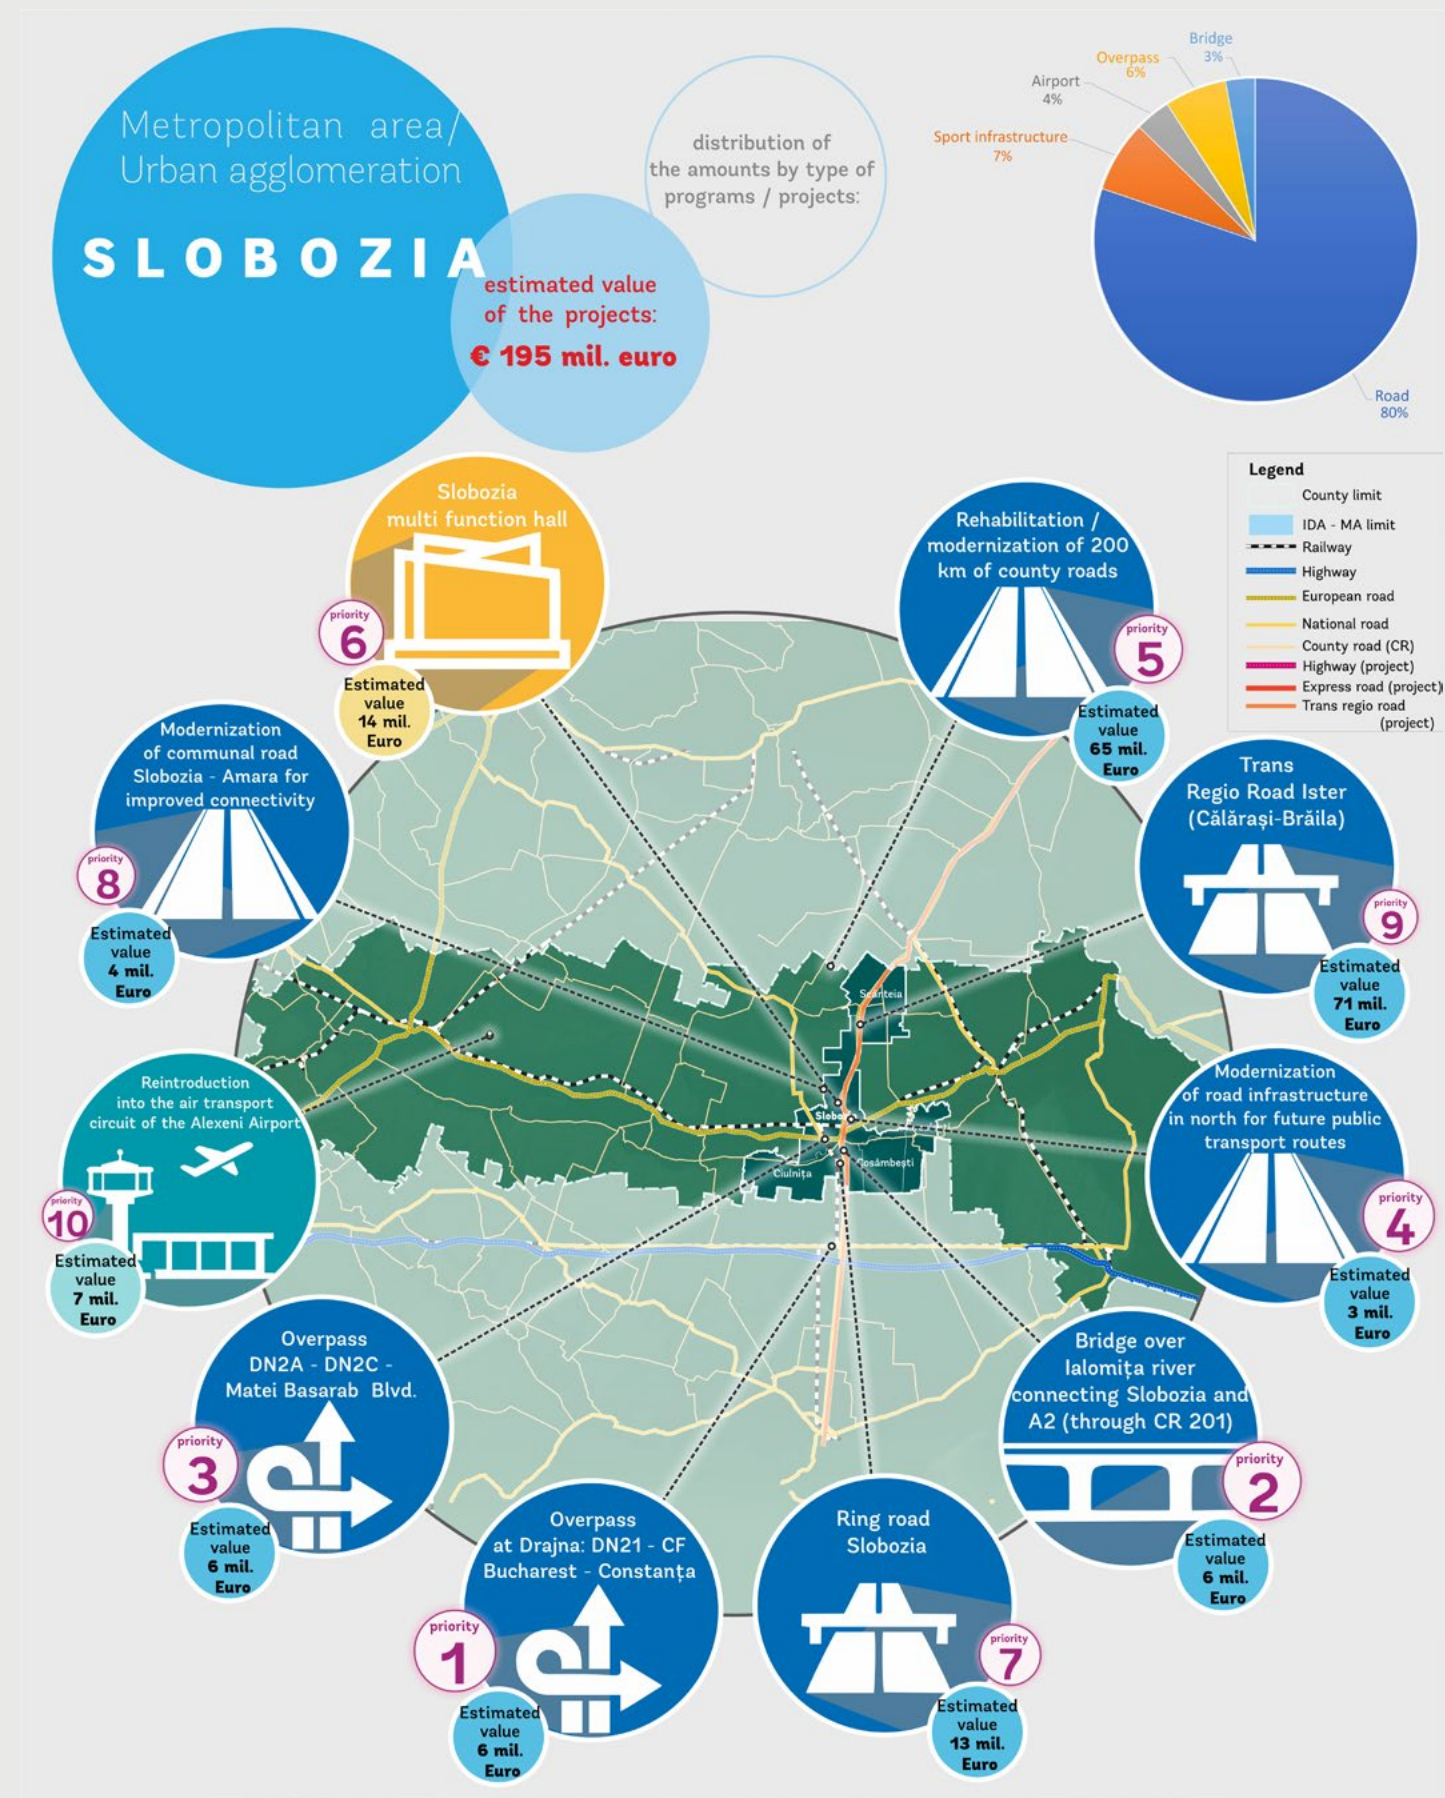 Metropolitan area/
Urban agglomeration
SLOBOZIA
estimated value
of the projects:
€ 195 mil. euro
distribution of
the amounts by type of
programs / projects:
Bridge
3%
Overpass
6%
Airport
4%
Sport infrastructure
7%
Road
80%
Legend
County limit
IDA - MA limit
Railway
Highway
European road
National road
County road (CR)
Highway (project)
Express road (project)
Trans regio road
(project)
Slobozia
multi function hall
priority
6
Estimated
value
14 mil.
Euro
Rehabilitation /
modernization of 200
km of county roads
priority
5
Estimated
value
65 mil.
Euro
Modernization
of communal road
Slobozia - Amara for
improved connectivity
priority
8
Estimated
value
4 mil.
Euro
Trans
Regio Road Ister
(Călărași-Brăila)
priority
9
Estimated
value
71 mil.
Euro
Scânteia
Ciulnița
Reintroduction
into the air transport
circuit of the Alexeni Airport
priority
10
Estimated
value
7 mil.
Euro
Modernization
of road infrastructure
in north for future public
transport routes
priority
4
Estimated
value
3 mil.
Euro
Overpass
DN2A - DN2C -
Matei Basarab Blvd.
priority
3
Estimated
value
6 mil.
Euro
Bridge over
Ialomița river
connecting Slobozia and
A2 (through CR 201)
priority
2
Estimated
value
6 mil.
Euro
Overpass
at Drajna: DN21 - CF
Bucharest - Constanța
priority
1
Estimated
value
6 mil.
Euro
Ring road
Slobozia
priority
7
Estimated
value
13 mil.
Euro